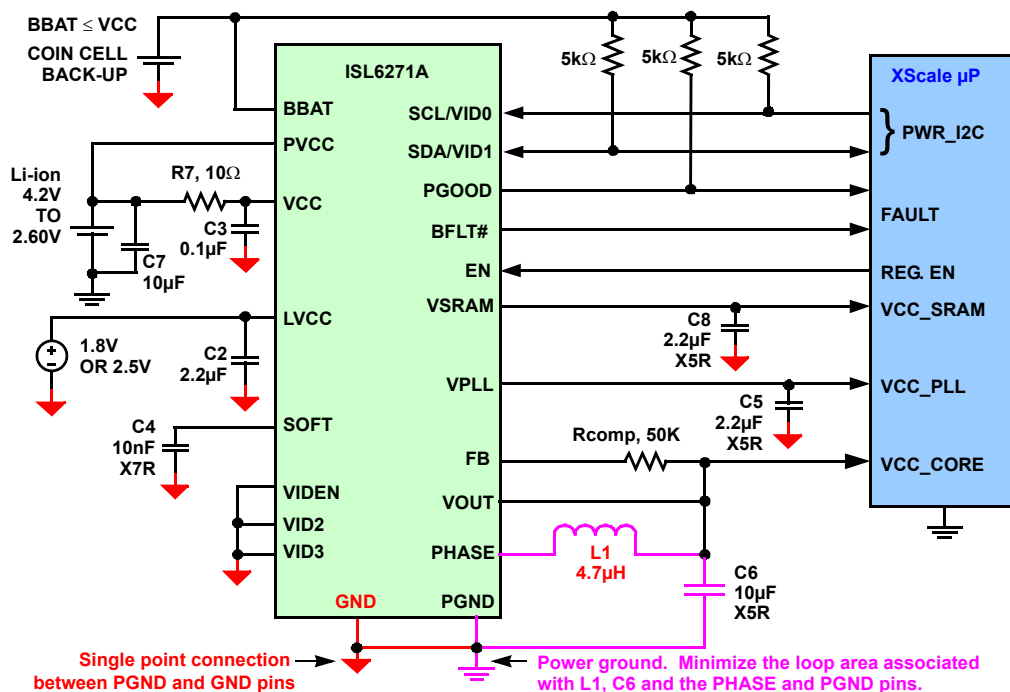 BBAT ≤ VCC
COIN CELL
BACK-UP
ISL6271A
5kΩ
5kΩ
5kΩ
XScale µP
BBAT
SCL/VID0
PWR_I2C
}
PVCC
SDA/VID1
Li-ion
4.2V
TO
2.60V
R7, 10Ω
VCC
PGOOD
C3
0.1µF
BFLT#
FAULT
C7
10µF
EN
REG. EN
VSRAM
VCC_SRAM
LVCC
C8
2.2µF
X5R
1.8V
OR 2.5V
C2
2.2µF
VPLL
VCC_PLL
C5
2.2µF
X5R
C4
10nF
X7R
SOFT
Rcomp, 50K
FB
VCC_CORE
VIDEN
VOUT
VID2
VID3
PHASE
L1
4.7µH
C6
10µF
X5R
GND
PGND
Single point connection
between PGND and GND pins
Power ground. Minimize the loop area associated
with L1, C6 and the PHASE and PGND pins.